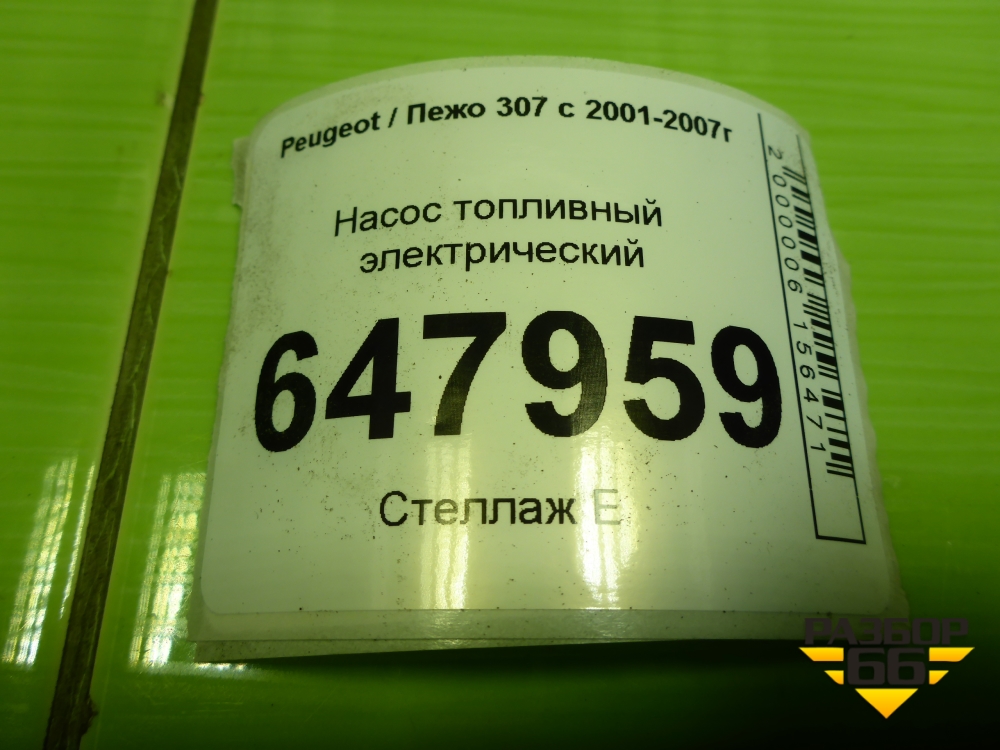 Peugeot / Пежо 307 с 2001-2007г
Насос топливный
электрический
647959
Стеллаж E
2000006156471
РАЗБОР
66